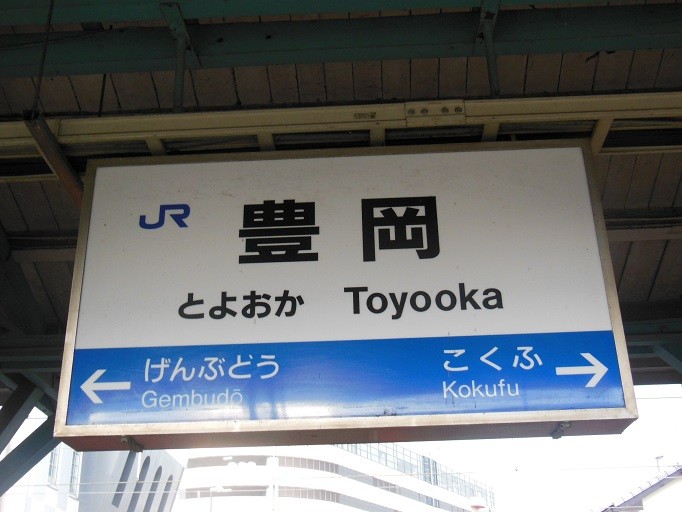 JR 豊岡
とよおか Toyooka
げんぶどう こくふ
← Gembudō Kokufu →